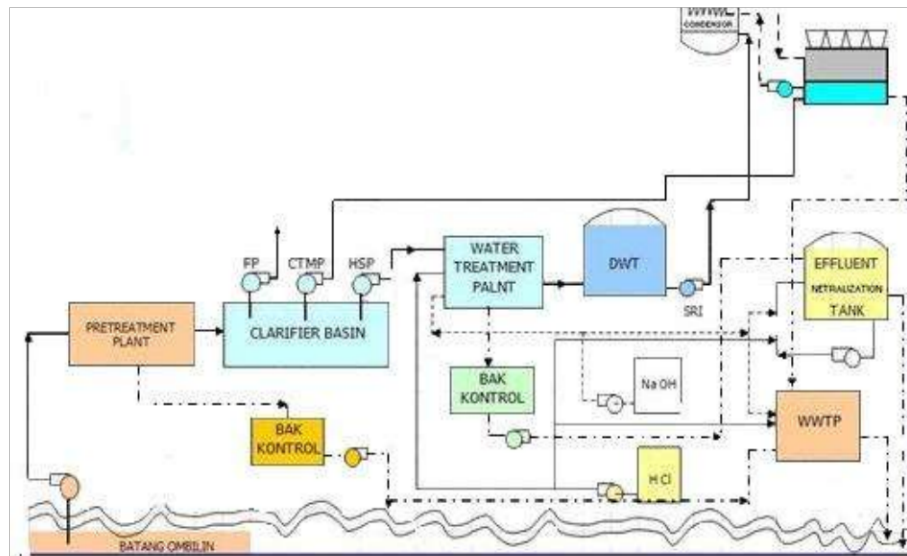 CONDENSOR
FP
CTMP
HSP
WATER
TREATMENT
PALNT
DWT
SRI
EFFLUENT
NETRALIZATION
TANK
PRETREATMENT
PLANT
CLARIFIER BASIN
BAK
KONTROL
Na OH
WWTP
BAK
KONTROL
H Cl
BATANG OMBILIN